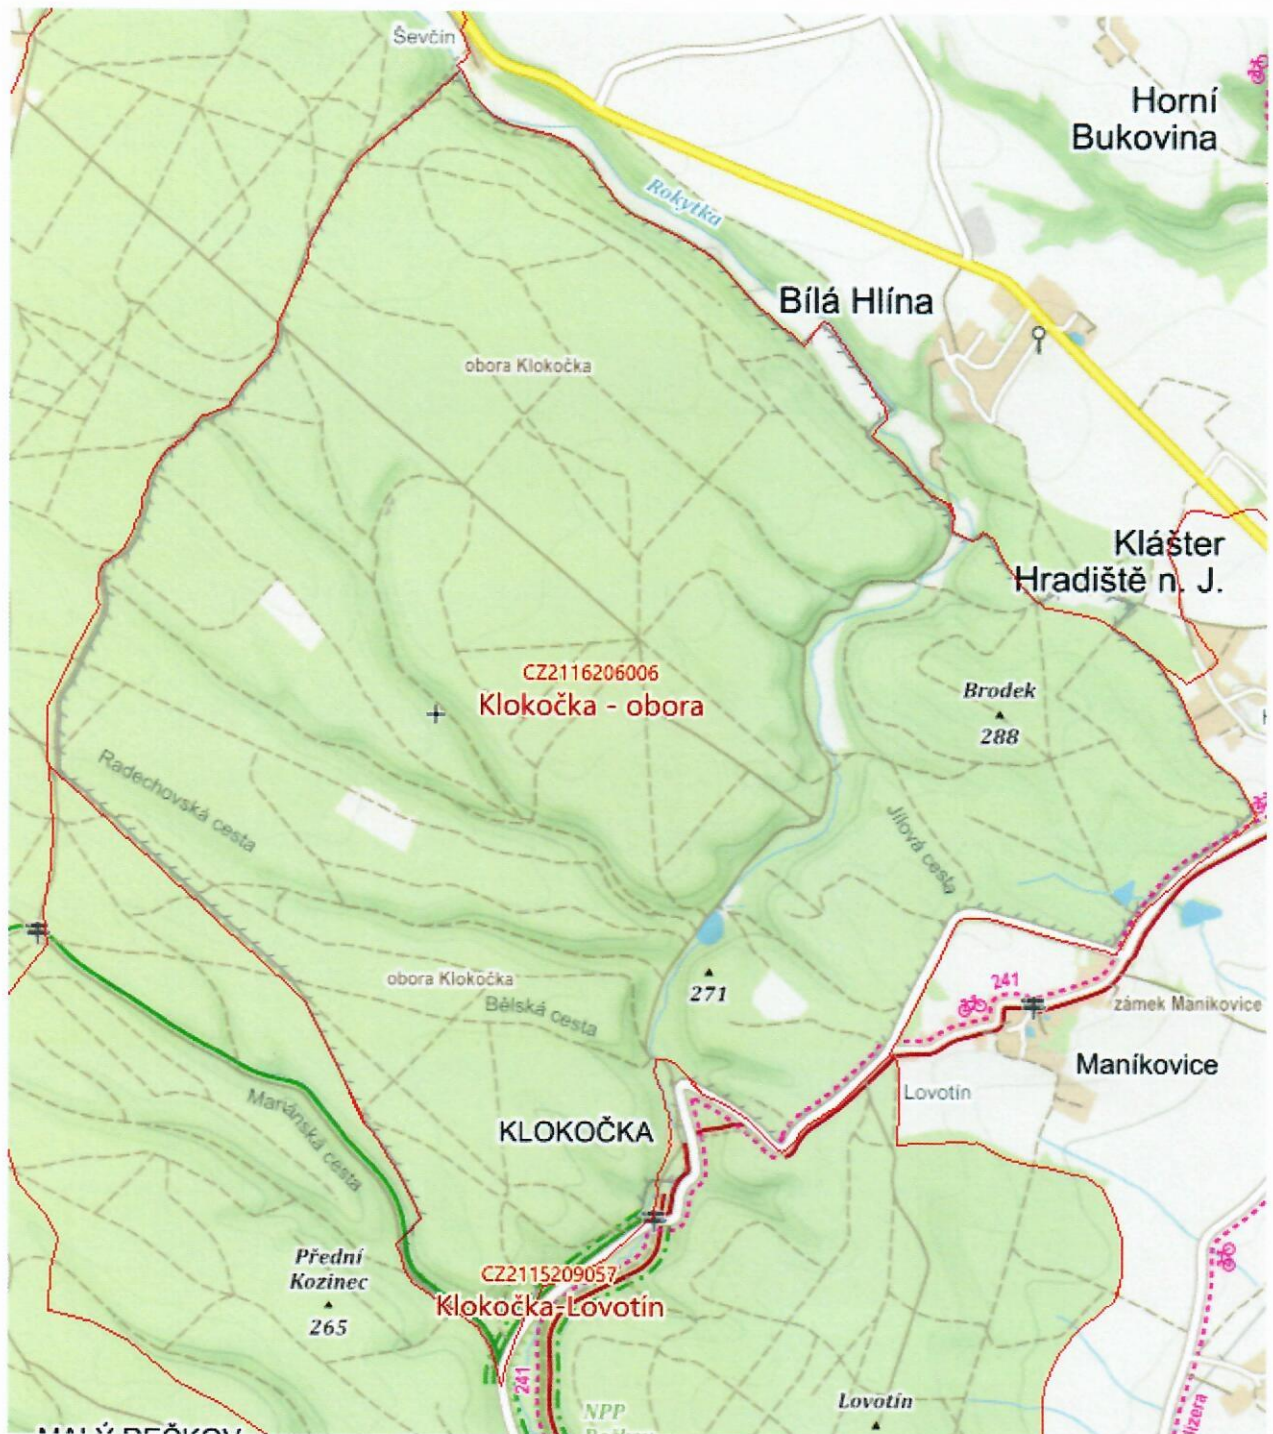 Ševčín
Horní
Bukovina
Rokytka
Bílá Hlína
obora Klokočka
Klášter
Hradiště n. J.
CZ2116206006
Klokočka - obora
Brodek
288
Radechovská cesta
Jílová cesta
obora Klokočka
Bělská cesta
271
241
zámek Maníkovice
Maníkovice
Lovotín
Mariánská cesta
KLOKOČKA
Přední
Kozinec
265
CZ2115209057
Klokočka-Lovotín
241
NPP
Lovotín
Jizera